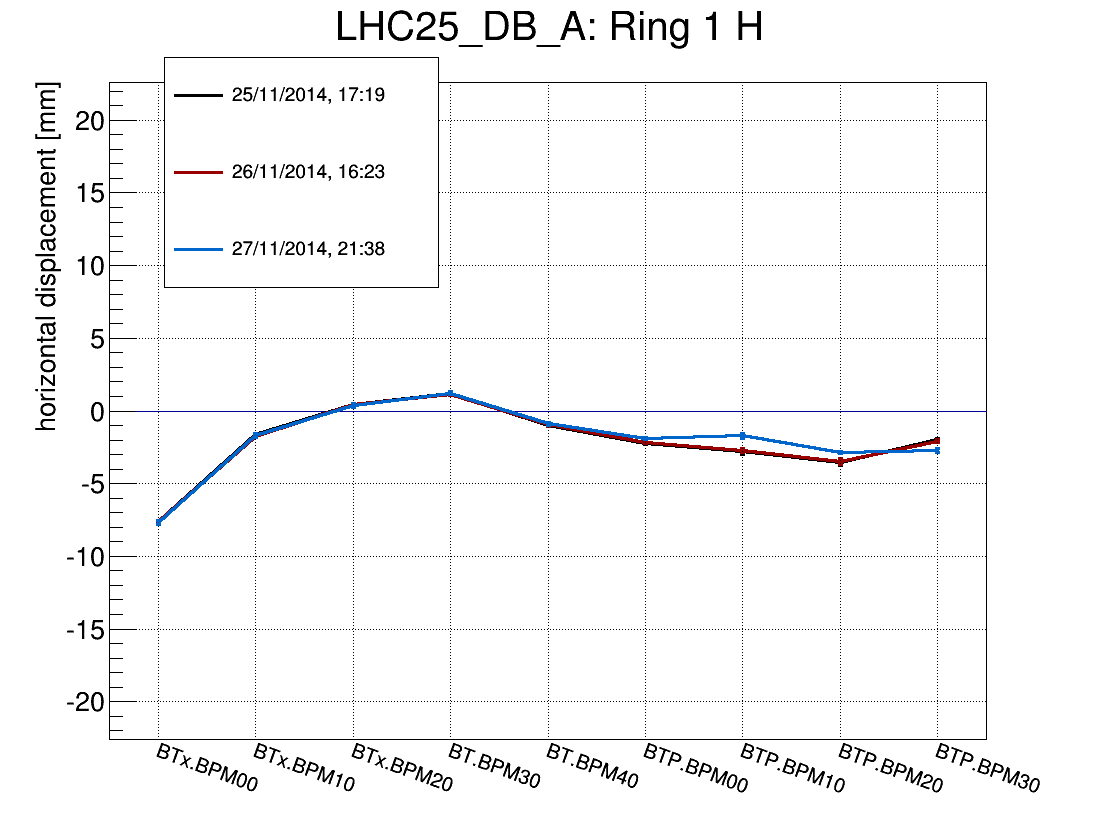 LHC25_DB_A: Ring 1 H
horizontal displacement [mm]
25/11/2014, 17:19
26/11/2014, 16:23
27/11/2014, 21:38
20
15
10
5
0
-5
-10
-15
-20
BTx.BPM00
BTx.BPM10
BTx.BPM20
BT.BPM30
BT.BPM40
BTP.BPM00
BTP.BPM10
BTP.BPM20
BTP.BPM30